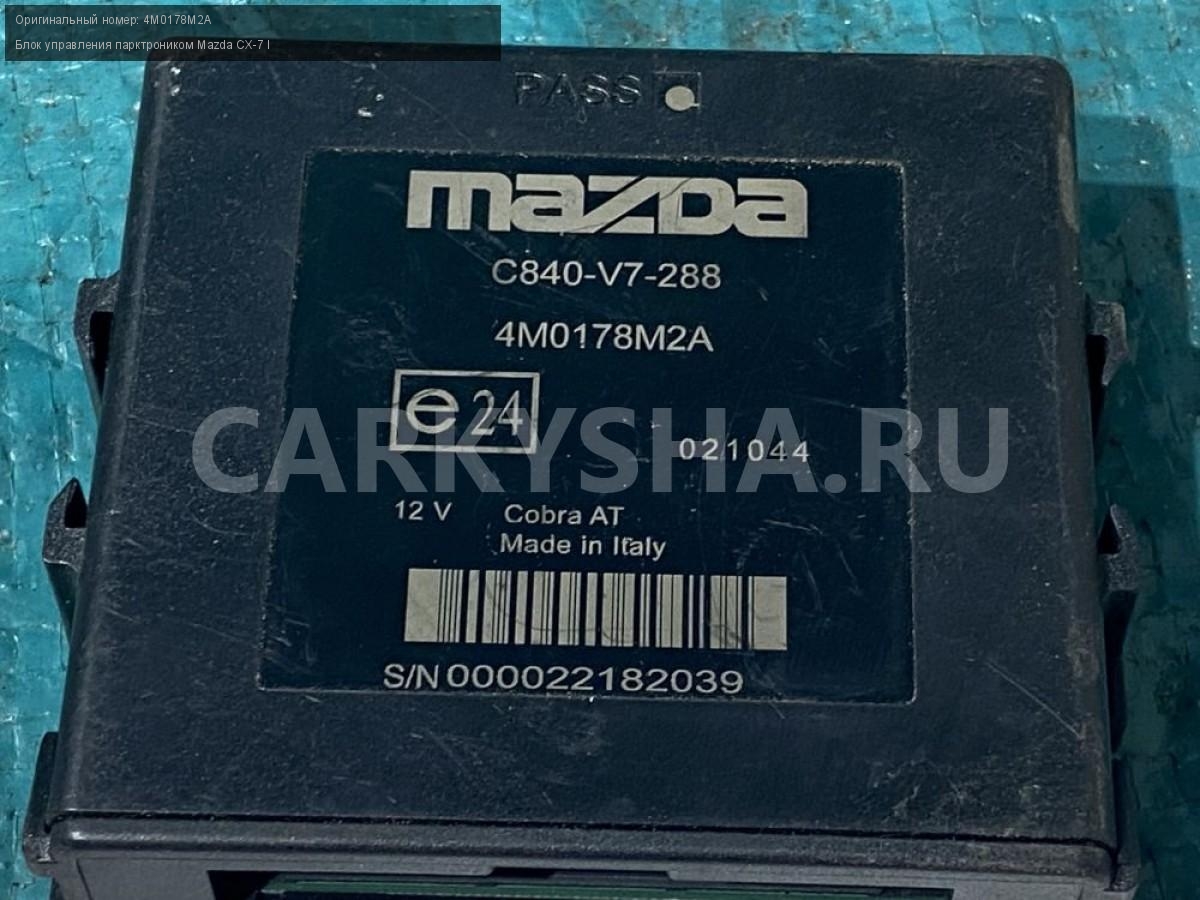 Оригинальный номер: 4M0178M2A
Блок управления парктроником Mazda CX-7 I
PASS
mazDa
C840-V7-288
4M0178M2A
e 24
021044
CARKYSHA.RU
12 V Cobra AT
Made in Italy
S/N 000022182039